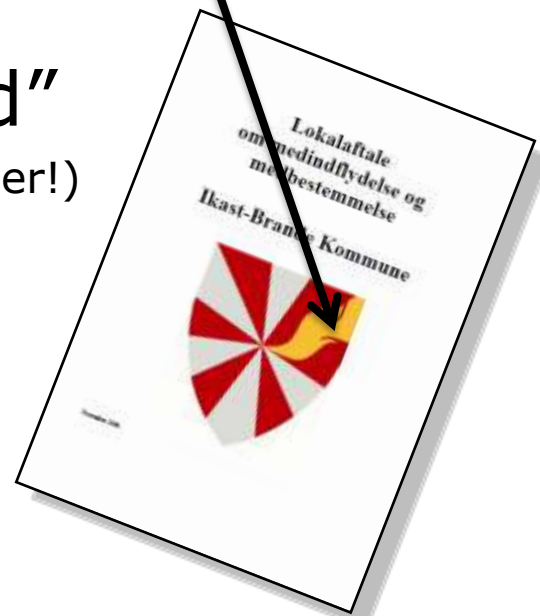 d”
er!)
Lokalaftale
om medindflydelse og
medbestemmelse
Ikast-Brande Kommune